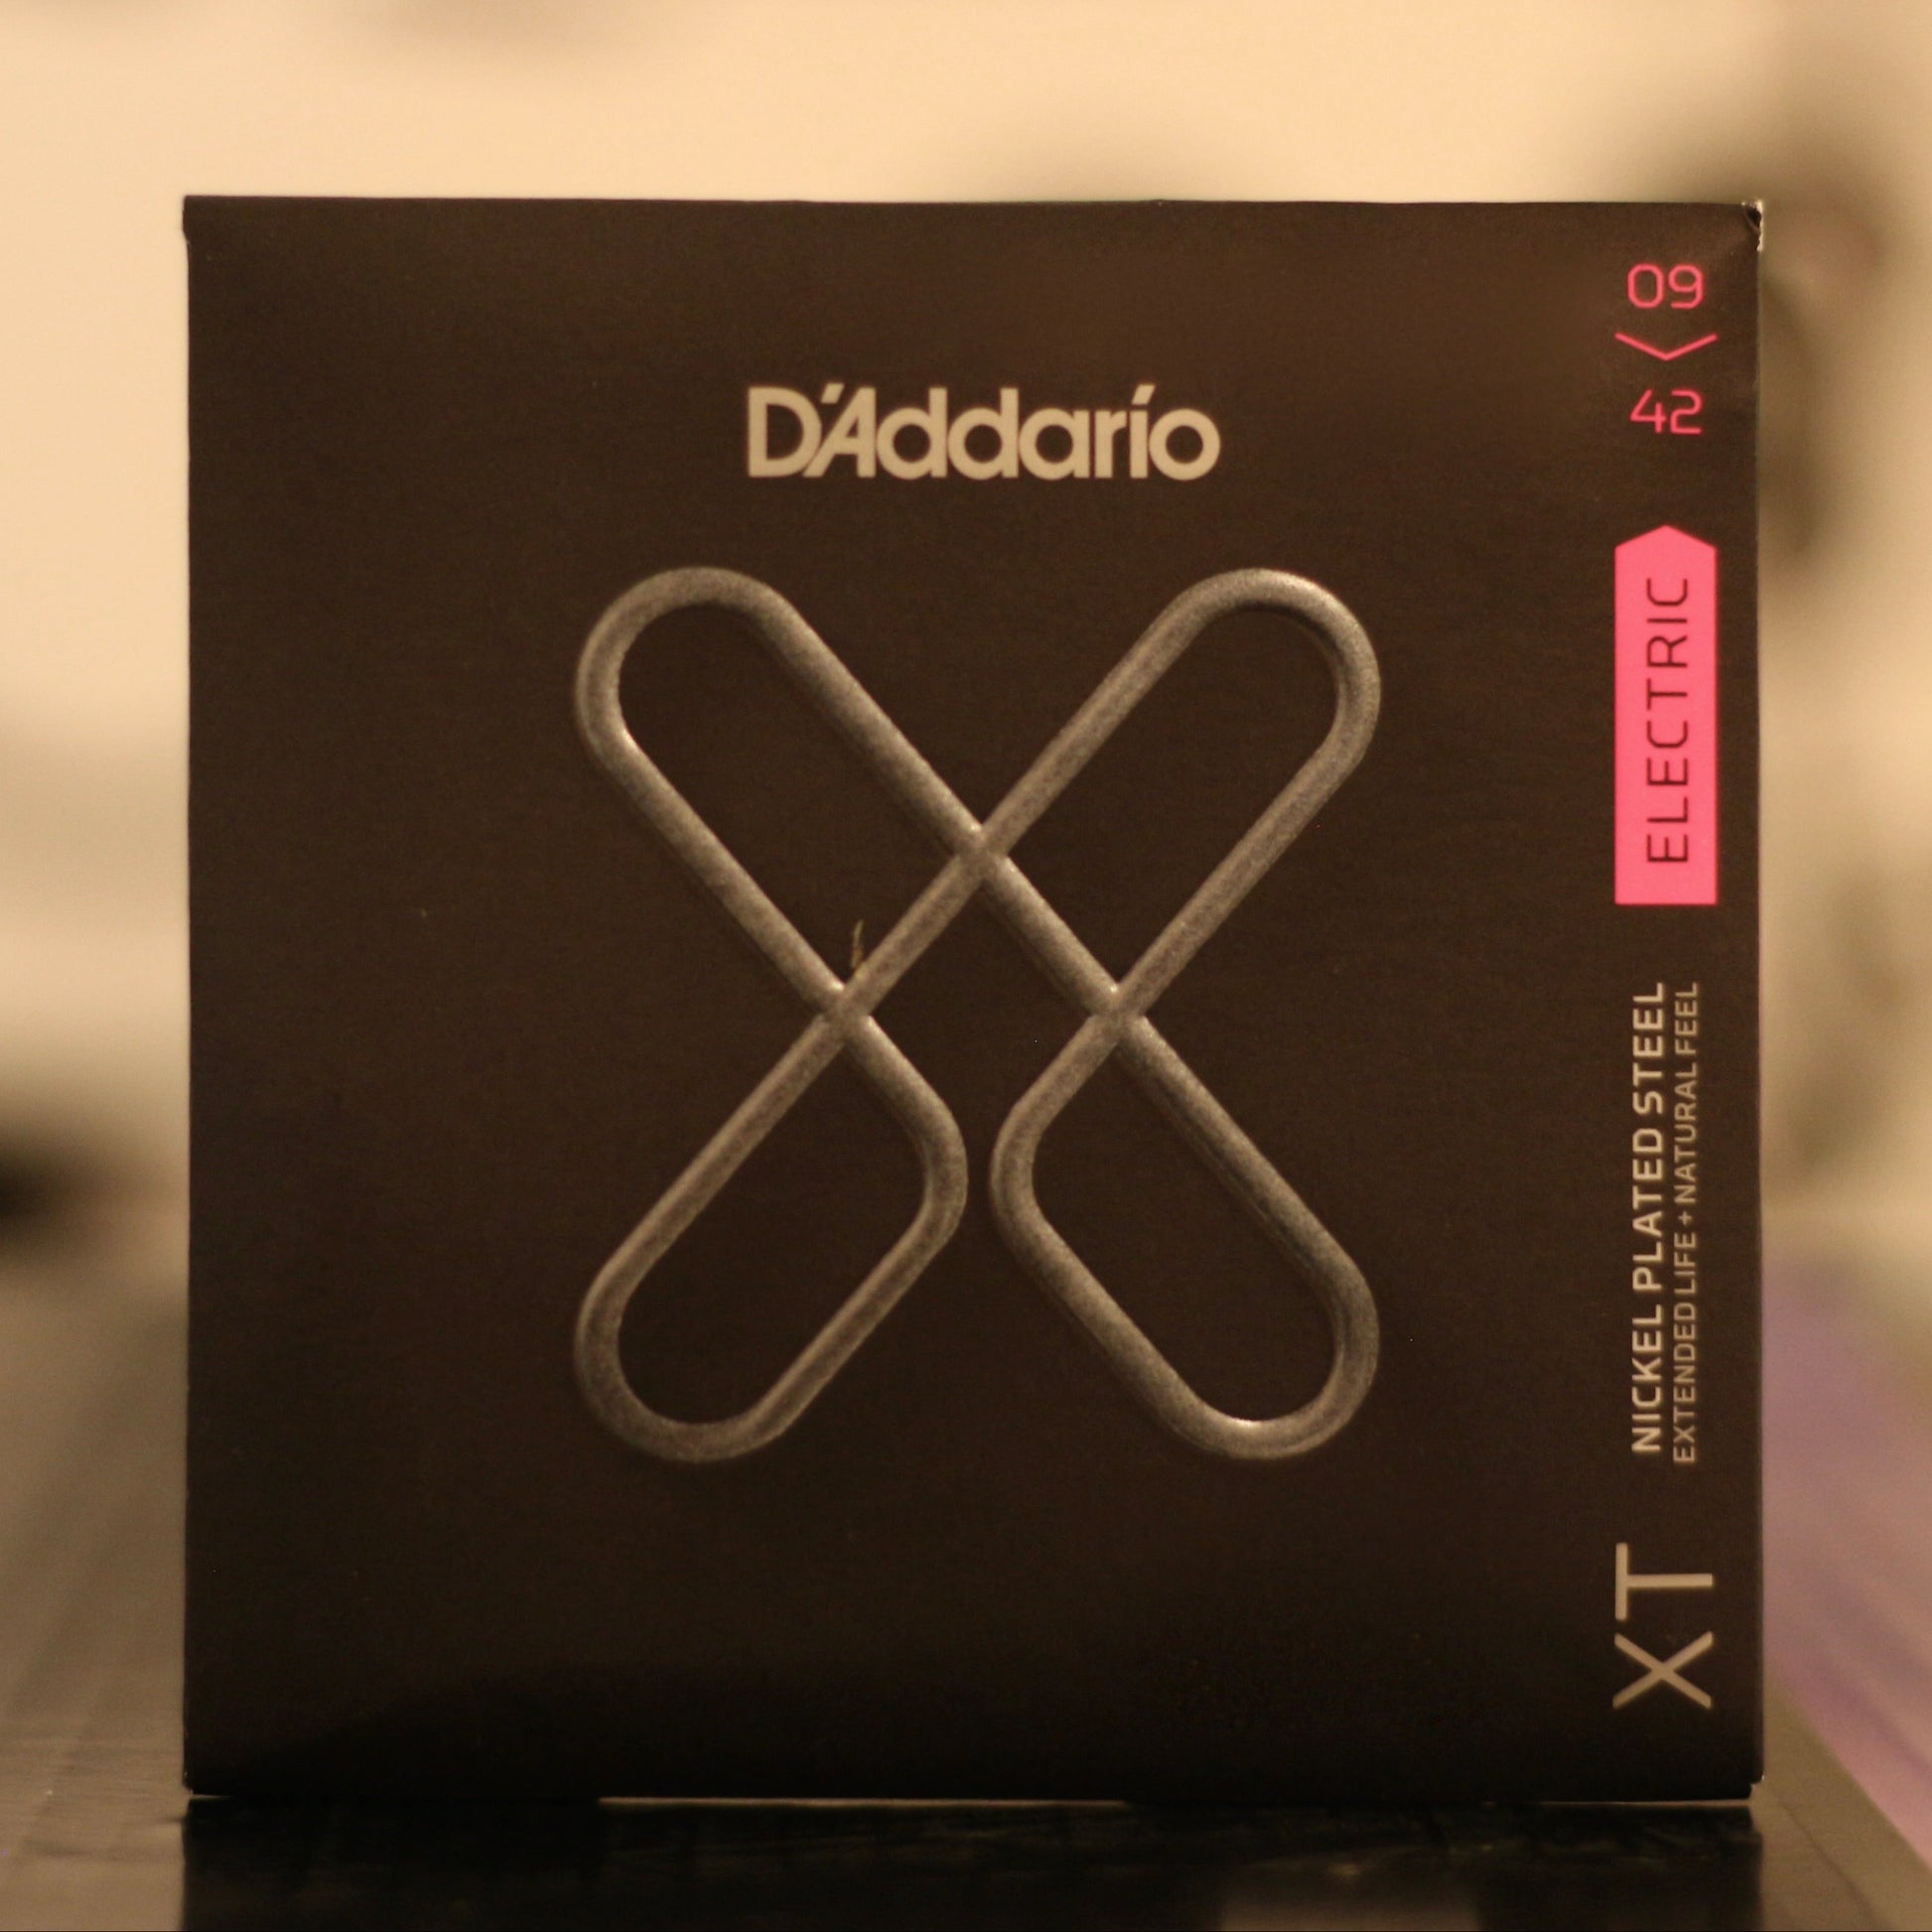 D'Addario
09
42
ELECTRIC
NICKEL PLATED STEEL
EXTENDED LIFE + NATURAL FEEL
XT